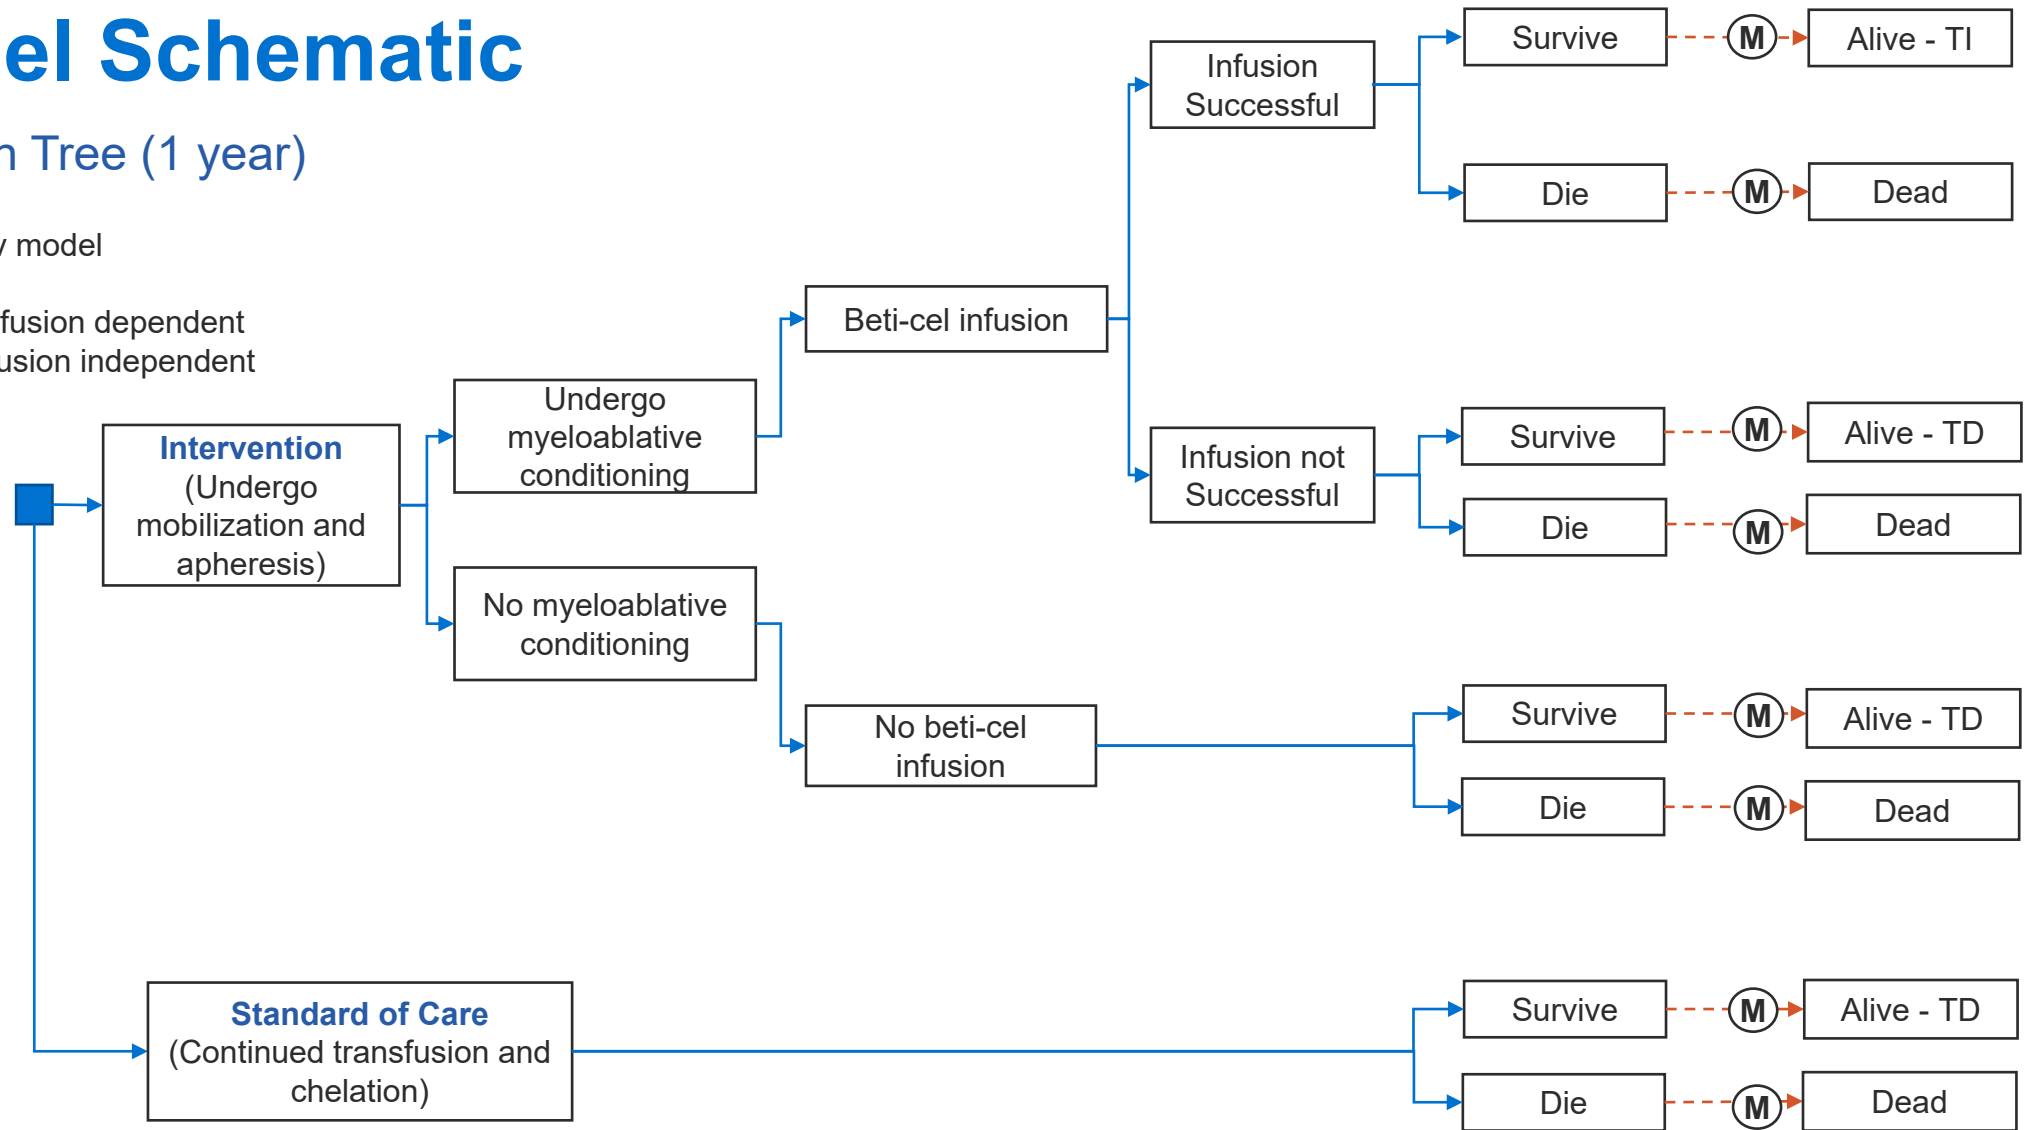 el Schematic
n Tree (1 year)
y model
fusion dependent
usion independent
Intervention
(Undergo
mobilization and
apheresis)
Undergo
myeloablative
conditioning
No myeloablative
conditioning
Beti-cel infusion
No beti-cel
infusion
Infusion
Successful
Infusion not
Successful
Survive
M
Alive - TI
Die
M
Dead
Survive
M
Alive - TD
Die
M
Dead
Survive
M
Alive - TD
Die
M
Dead
Standard of Care
(Continued transfusion and
chelation)
Survive
M
Alive - TD
Die
M
Dead